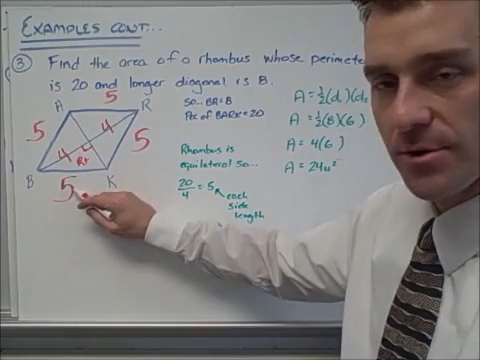 EXAMPLES CONT...
③ Find the area of a rhombus whose perimeter
is 20 and longer diagonal is 8.
So... BR=8
Per of BARK=20
Rhombus is
equilateral so...
20/4 = 5 each
side
length
A = 1/2(d₁)(d₂
A = 1/2(8)(6)
A = 4(6)
A = 24u²
A
5
R
5
4
5
4
Rt
B
5
K